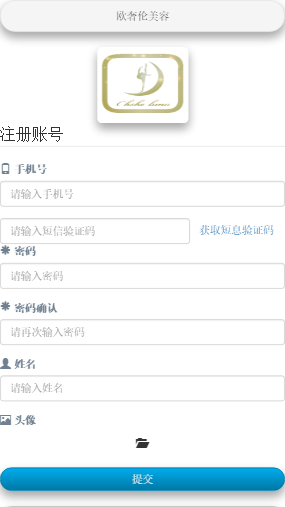 欧奢伦美容
注册账号
手机号
请输入手机号
请输入短信验证码
获取短息验证码
密码
请输入密码
密码确认
请再次输入密码
姓名
请输入姓名
头像
提交